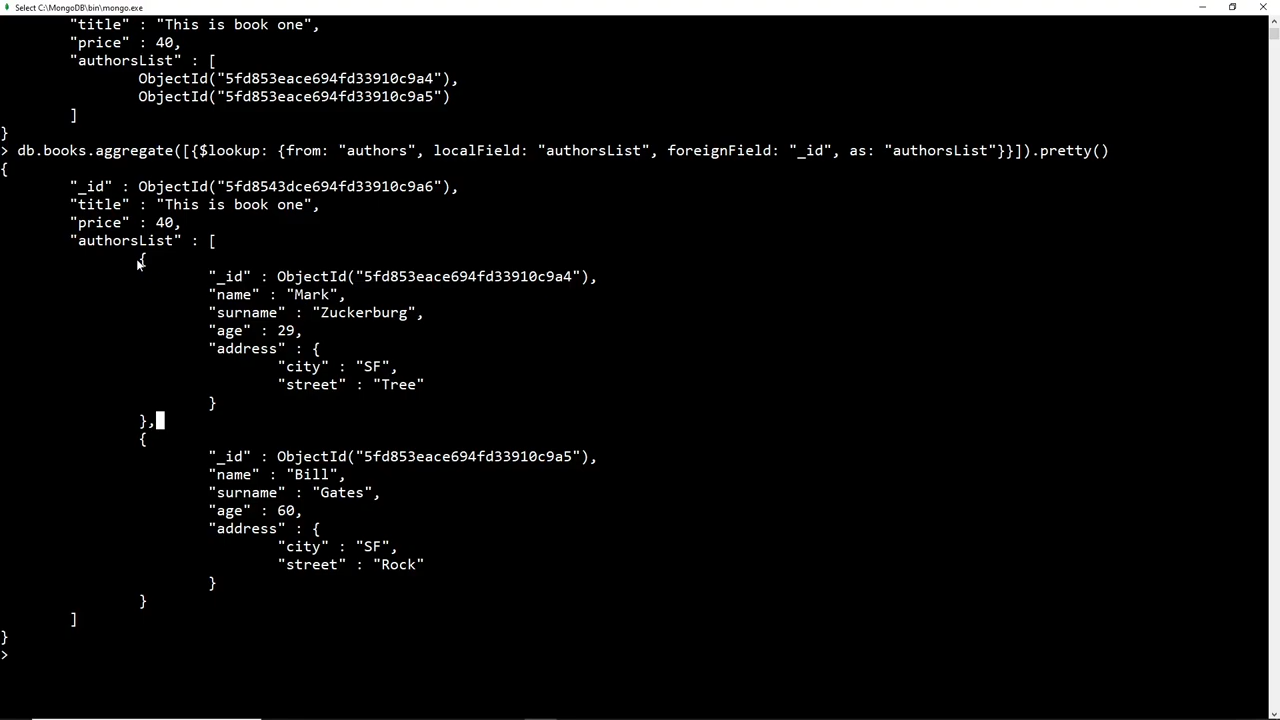 Select C:\MongoDB\bin\mongo.exe
"title" : "This is book one",
"price" : 40,
"authorsList" : [
ObjectId("5fd853eace694fd33910c9a4"),
ObjectId("5fd853eace694fd33910c9a5")
]
}
> db.books.aggregate([{$lookup: {from: "authors", localField: "authorsList", foreignField: "_id", as: "authorsList"}}]).pretty()
{
"_id" : ObjectId("5fd8543dce694fd33910c9a6"),
"title" : "This is book one",
"price" : 40,
"authorsList" : [
{
"_id" : ObjectId("5fd853eace694fd33910c9a4"),
"name" : "Mark",
"surname" : "Zuckerburg",
"age" : 29,
"address" : {
"city" : "SF",
"street" : "Tree"
}
},
{
"_id" : ObjectId("5fd853eace694fd33910c9a5"),
"name" : "Bill",
"surname" : "Gates",
"age" : 60,
"address" : {
"city" : "SF",
"street" : "Rock"
}
}
]
}
>